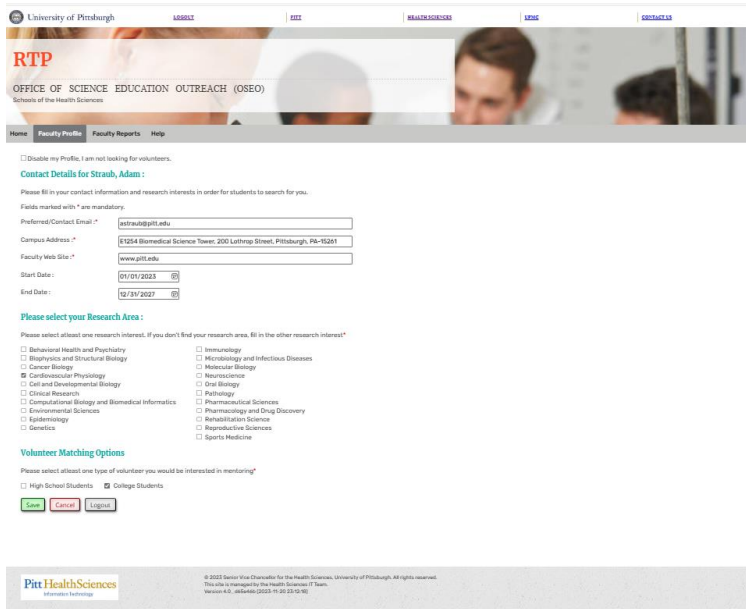 University of Pittsburgh
LOGOUT
PITT
HEALTH SCIENCES
UPMC
CONTACT US
RTP
OFFICE OF SCIENCE EDUCATION OUTREACH (OSEO)
Schools of the Health Sciences
Home Faculty Profile Faculty Reports Help
Disable my Profile, I am not looking for volunteers.
Contact Details for Straub, Adam :
Please fill in your contact information and research interests in order for students to search for you.
Fields marked with * are mandatory.
Preferred/Contact Email :* astraub@pitt.edu
Campus Address :* E1254 Biomedical Science Tower, 200 Lothrop Street, Pittsburgh, PA-15261
Faculty Web Site :* www.pitt.edu
Start Date : 01/01/2023
End Date : 12/31/2027
Please select your Research Area :
Please select atleast one research interest. If you don't find your research area, fill in the other research interest*
Behavioral Health and Psychiatry
Biophysics and Structural Biology
Cancer Biology
Cardiovascular Physiology
Cell and Developmental Biology
Clinical Research
Computational Biology and Biomedical Informatics
Environmental Sciences
Epidemiology
Genetics
Immunology
Microbiology and Infectious Diseases
Molecular Biology
Neuroscience
Oral Biology
Pathology
Pharmaceutical Sciences
Pharmacology and Drug Discovery
Rehabilitation Science
Reproductive Sciences
Sports Medicine
Volunteer Matching Options
Please select atleast one type of volunteer you would be interested in mentoring*
High School Students College Students
Save Cancel Logout
Pitt HealthSciences
Information Technology
© 2023 Senior Vice Chancellor for the Health Sciences, University of Pittsburgh. All rights reserved.
This site is managed by the Health Sciences IT Team.
Version 4.0 , (2023-11-20 23:12:18)